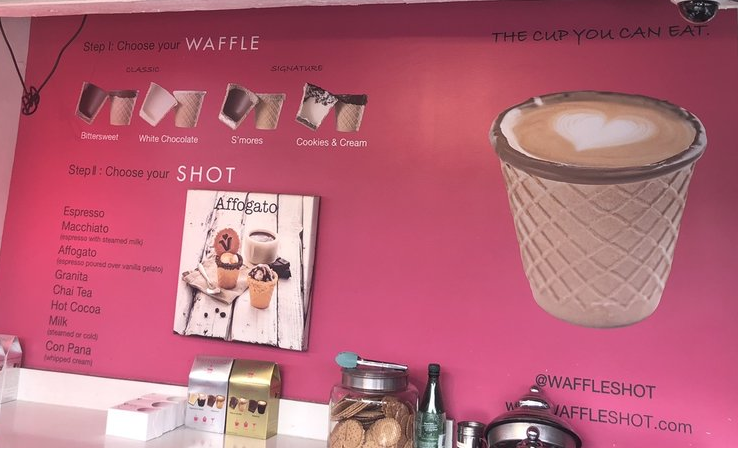 THE CUP YOU CAN EAT.
Step I: Choose your WAFFLE
CLASSIC
SIGNATURE
Bittersweet
White Chocolate
S'mores
Cookies & Cream
Step II: Choose your SHOT
Espresso
Macchiato
(espresso with steamed milk)
Affogato
(espresso poured over vanilla gelato)
Granita
Chai Tea
Hot Cocoa
Milk
(steamed or cold)
Con Pana
(whipped cream)
Affogato
@WAFFLESHOT
WAFFLESHOT.com